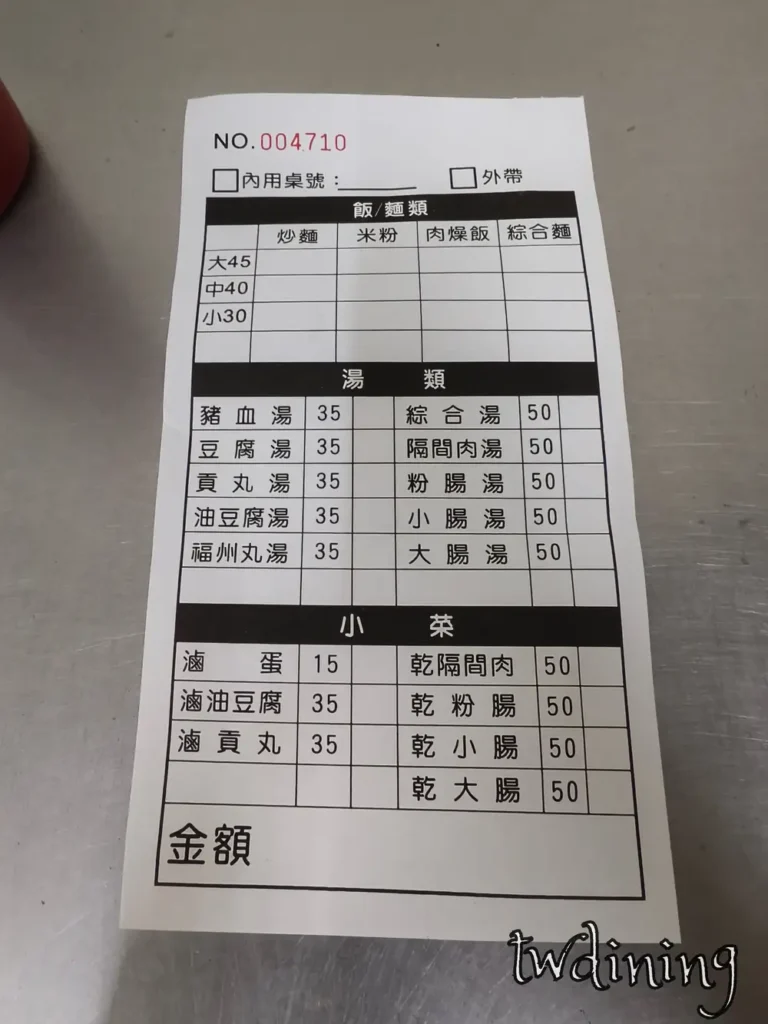 NO.004710
內用桌號：______ 外帶
飯/麵類
炒麵 米粉 肉燥飯 綜合麵
大45
中40
小30
湯 類
豬血湯 35 綜合湯 50
豆腐湯 35 隔間肉湯 50
貢丸湯 35 粉腸湯 50
油豆腐湯 35 小腸湯 50
福州丸湯 35 大腸湯 50
小 菜
滷 蛋 15 乾隔間肉 50
滷油豆腐 35 乾粉腸 50
滷貢丸 35 乾小腸 50
乾大腸 50
金額
twdining